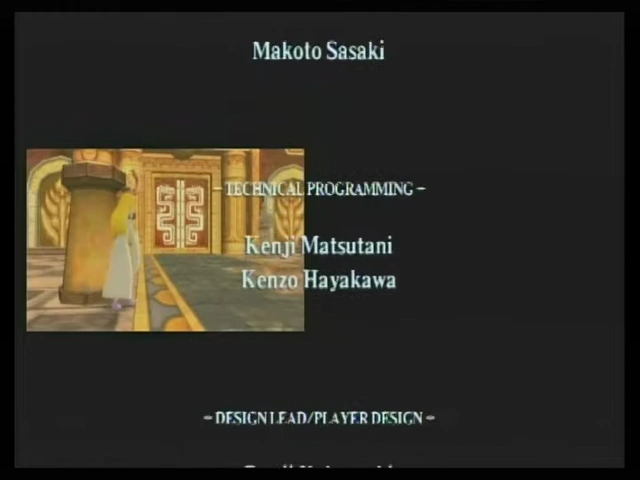 Makoto Sasaki
- TECHNICAL PROGRAMMING -
Kenji Matsutani
Kenzo Hayakawa
- DESIGN LEAD/PLAYER DESIGN -